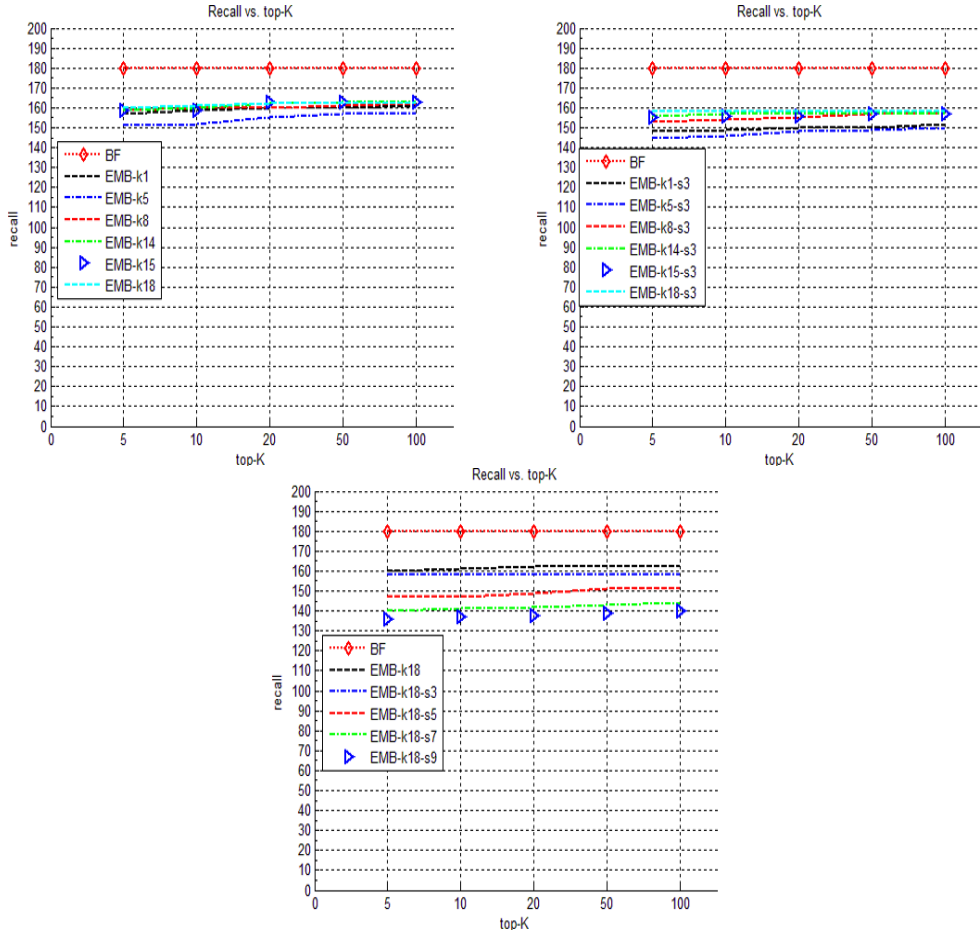 Recall vs. top-K
200
190
180
170
160
150
140
130
120
110
100
90
80
70
60
50
40
30
20
10
0
recall
BF
EMB-k1
EMB-k5
EMB-k8
EMB-k14
EMB-k15
EMB-k18
0 5 10 20 50 100
top-K
Recall vs. top-K
200
190
180
170
160
150
140
130
120
110
100
90
80
70
60
50
40
30
20
10
0
recall
BF
EMB-k1-s3
EMB-k5-s3
EMB-k8-s3
EMB-k14-s3
EMB-k15-s3
EMB-k18-s3
0 5 10 20 50 100
top-K
Recall vs. top-K
200
190
180
170
160
150
140
130
120
110
100
90
80
70
60
50
40
30
20
10
0
recall
BF
EMB-k18
EMB-k18-s3
EMB-k18-s5
EMB-k18-s7
EMB-k18-s9
0 5 10 20 50 100
top-K